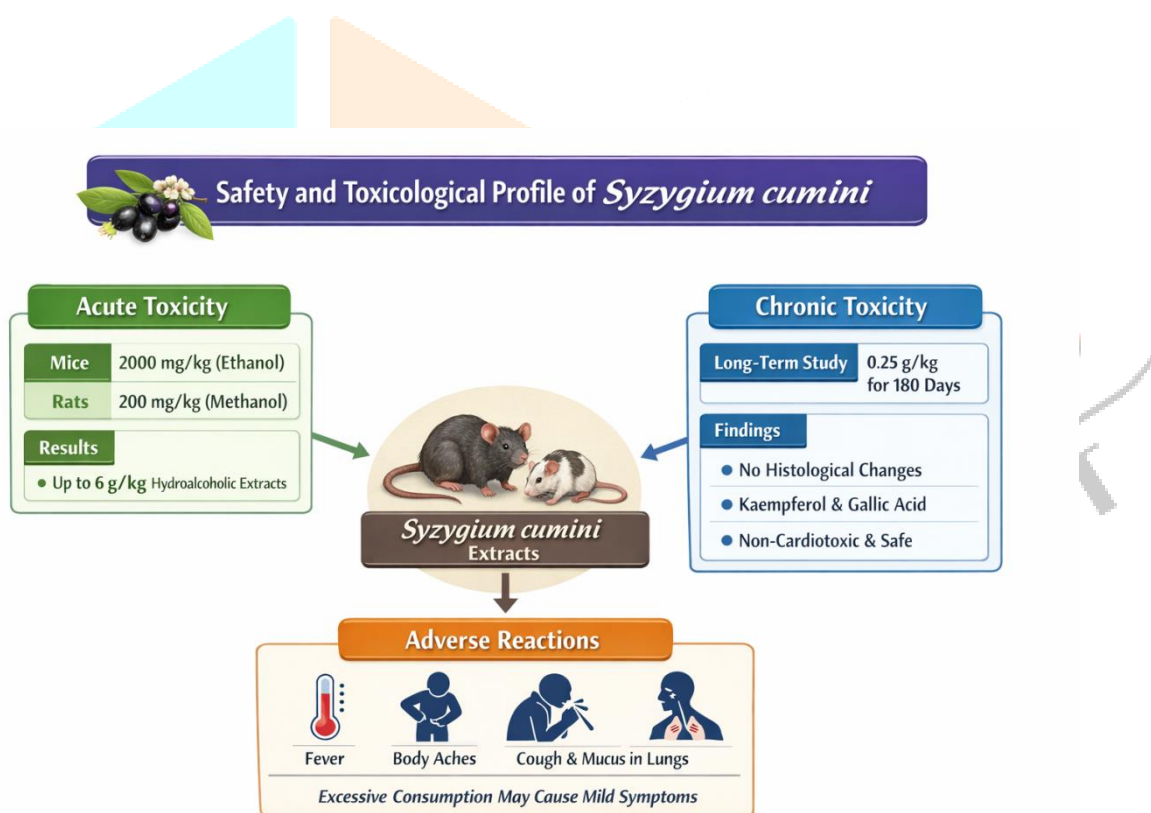 Safety and Toxicological Profile of Syzygium cumini
Acute Toxicity
Mice 2000 mg/kg (Ethanol)
Rats 200 mg/kg (Methanol)
Results
• Up to 6 g/kg Hydroalcoholic Extracts
Chronic Toxicity
Long-Term Study 0.25 g/kg
for 180 Days
Findings
• No Histological Changes
• Kaempferol & Gallic Acid
• Non-Cardiotoxic & Safe
Syzygium cumini
Extracts
Adverse Reactions
Fever Body Aches Cough & Mucus in Lungs
Excessive Consumption May Cause Mild Symptoms